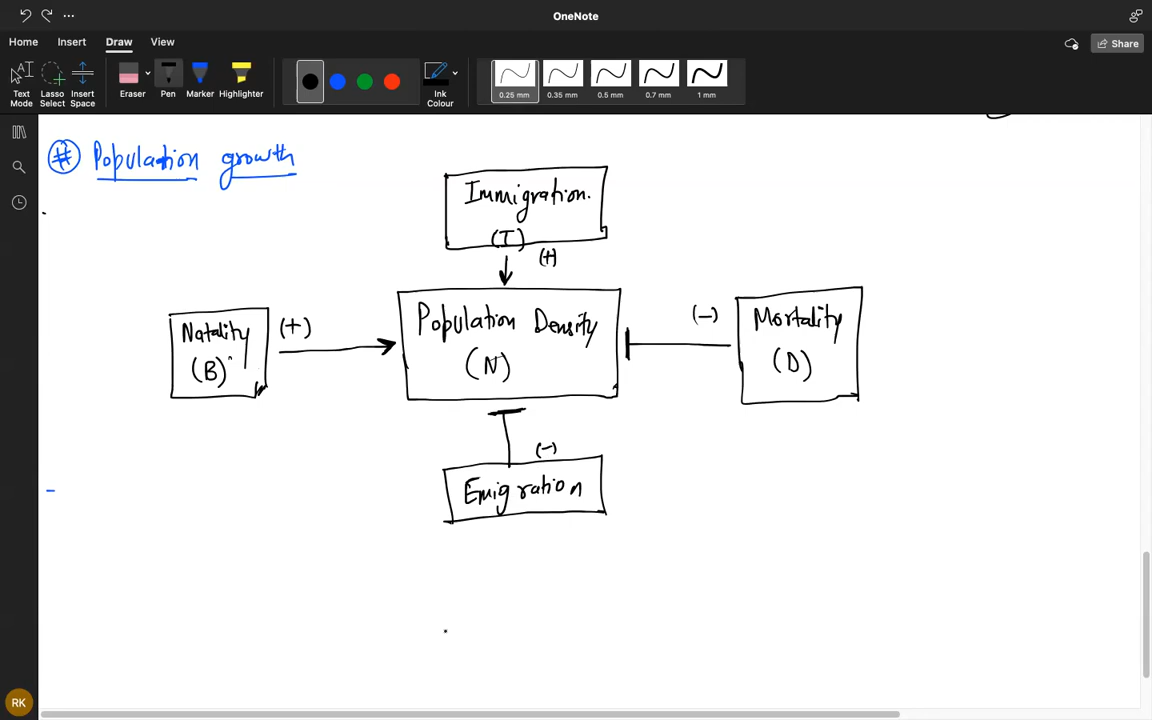 OneNote
Home Insert Draw View
Share
Text Mode
Lasso Select
Insert Space
Eraser
Pen
Marker
Highlighter
Ink Colour
0.25 mm
0.35 mm
0.5 mm
0.7 mm
1 mm
# Population growth
Immigration.
(I)
(+)
Natality
(B)
(+)
Population Density
(N)
(-)
Mortality
(D)
(-)
Emigration
RK